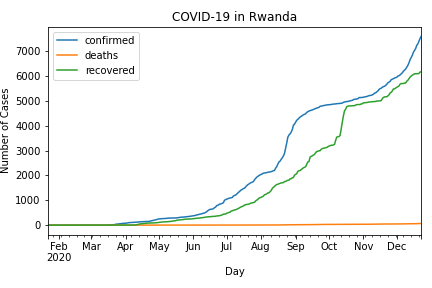 COVID-19 in Rwanda
confirmed
deaths
recovered
Number of Cases
7000
6000
5000
4000
3000
2000
1000
0
Feb Mar Apr May Jun Jul Aug Sep Oct Nov Dec
2020
Day